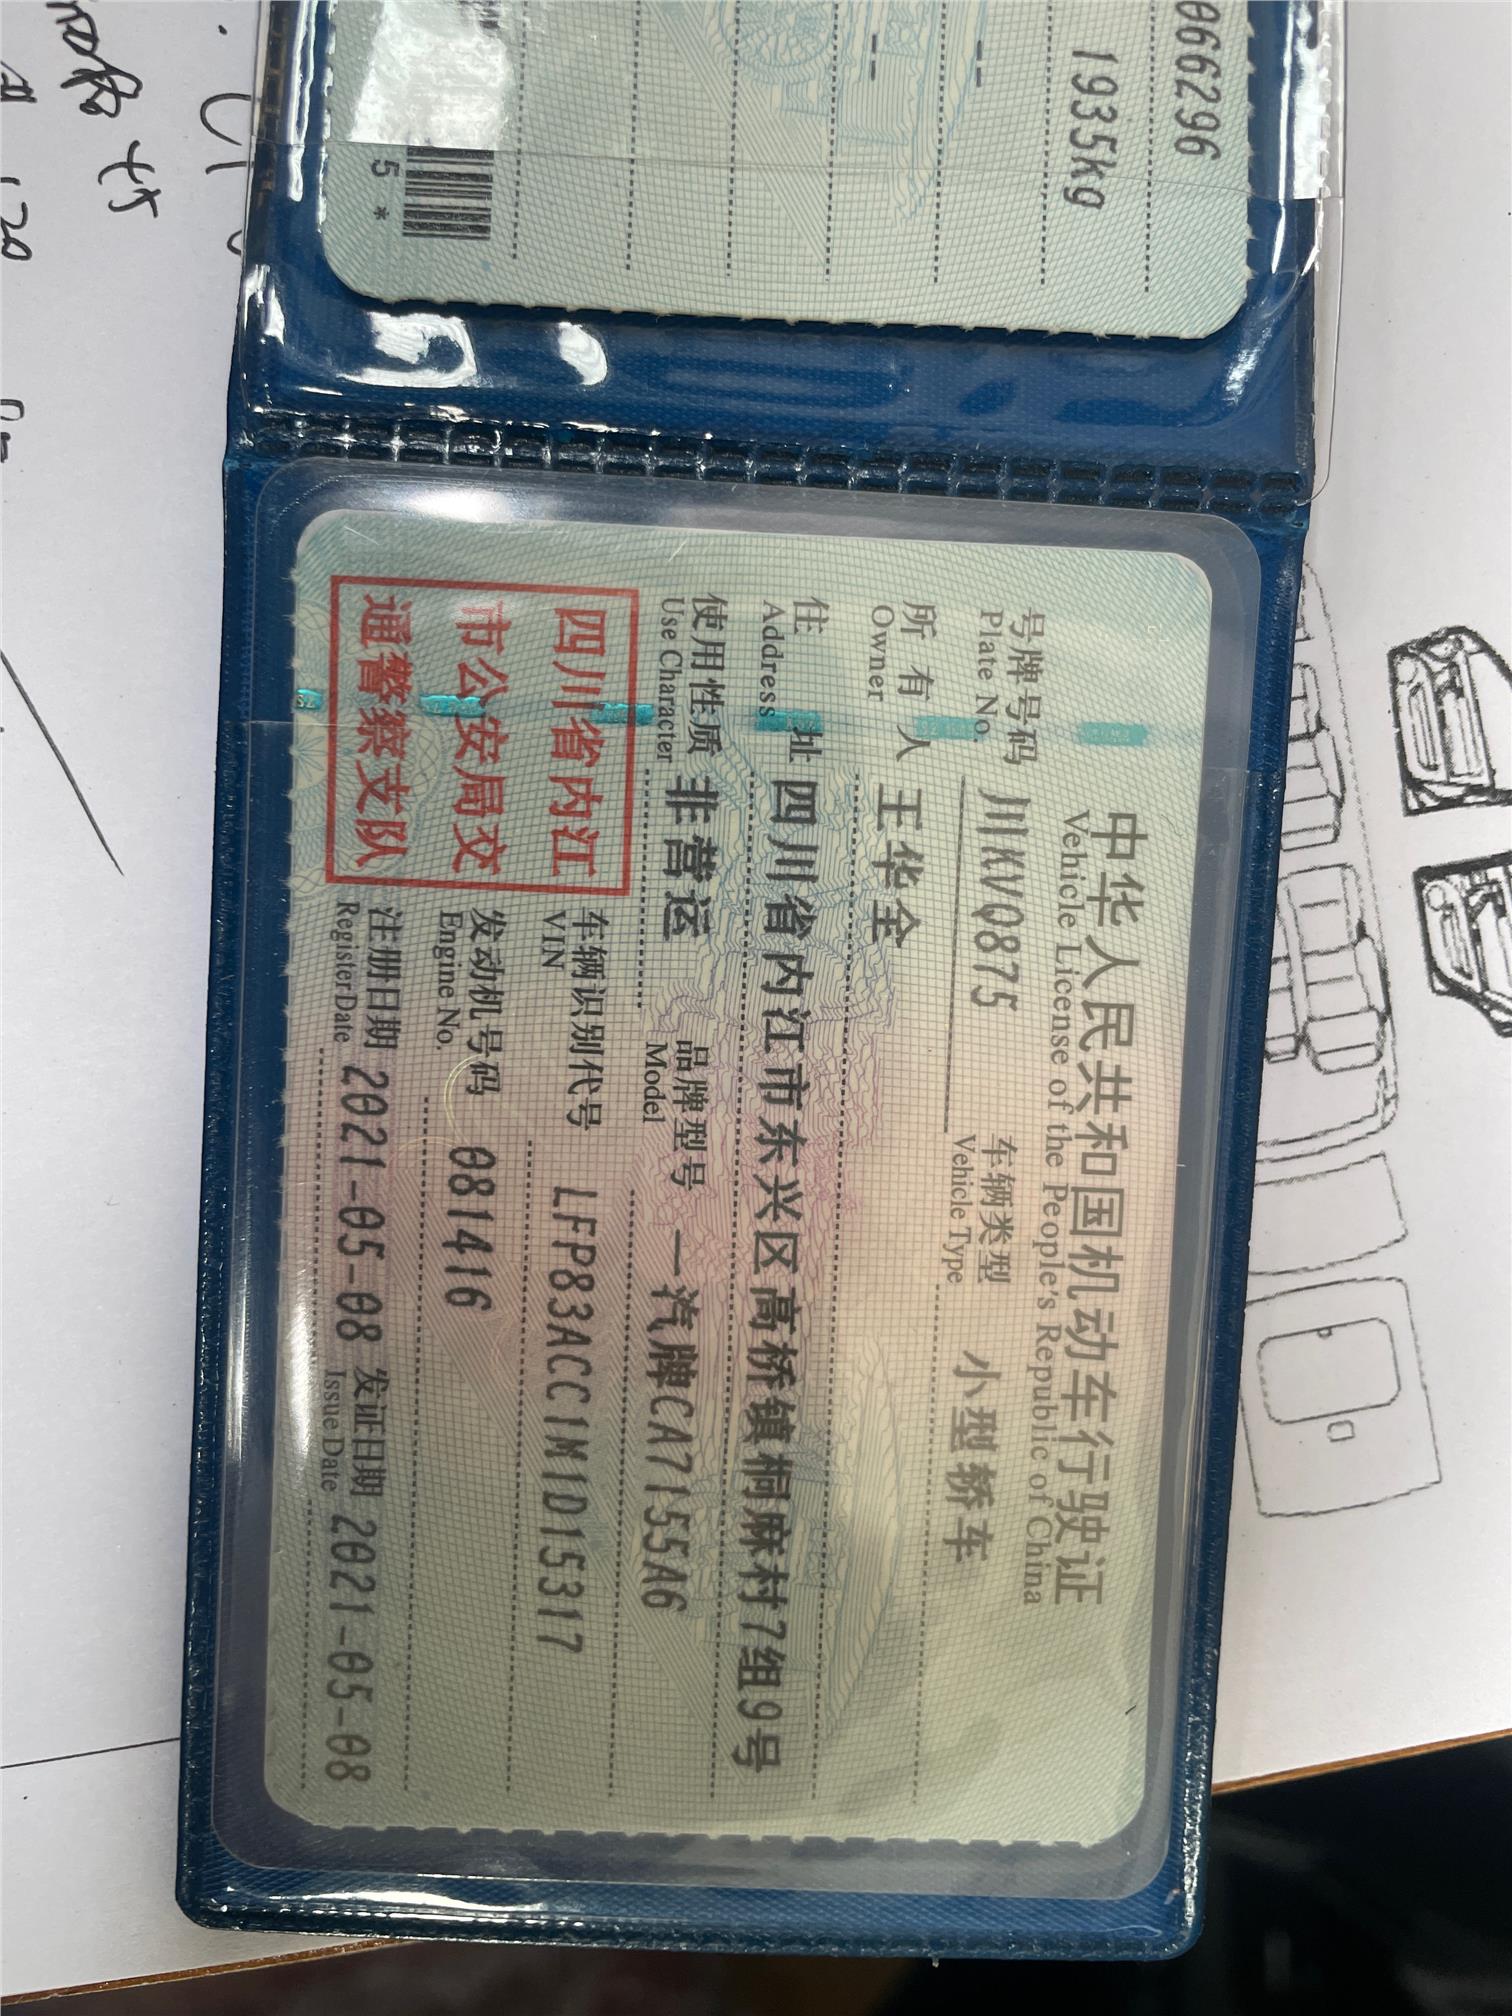 0666296
1935kg
--
--
5*
中华人民共和国机动车行驶证
Vehicle License of the People's Republic of China
号牌号码 川KVQ875 车辆类型 小型轿车
Plate No. Vehicle Type
所有人 王华全
Owner
住址 四川省内江市东兴区高桥镇桐麻村7组9号
Address
使用性质 非营运 品牌型号 一汽牌CA7155A6
Use Character Model
四川省内江
市公安局交
通警察支队
车辆识别代号 LFP83ACC1M1D15317
VIN
发动机号码 081416
Engine No.
注册日期 2021-05-08 发证日期 2021-05-08
Register Date Issue Date
120